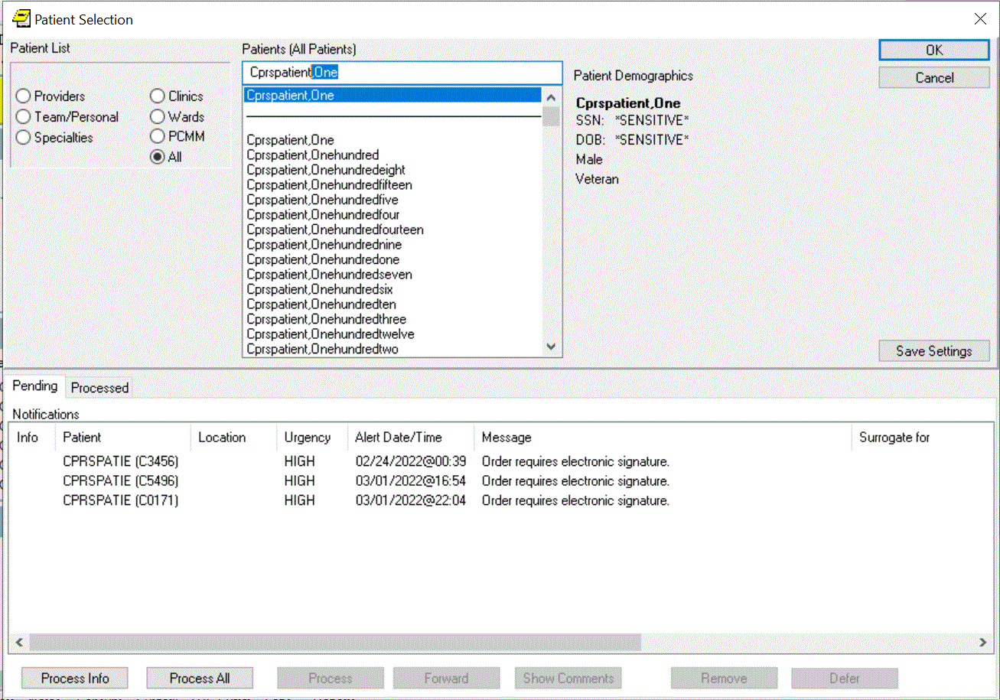 Patient Selection
Patient List
Providers
Team/Personal
Specialties
Clinics
Wards
PCMM
All
Patients (All Patients)
Cprspatient,One
Cprspatient,One
Cprspatient,One
Cprspatient,Onehundred
Cprspatient,Onehundredeight
Cprspatient,Onehundredfifteen
Cprspatient,Onehundredfive
Cprspatient,Onehundredfour
Cprspatient,Onehundredfourteen
Cprspatient,Onehundrednine
Cprspatient,Onehundredone
Cprspatient,Onehundredseven
Cprspatient,Onehundredsix
Cprspatient,Onehundredten
Cprspatient,Onehundredthree
Cprspatient,Onehundredtwelve
Cprspatient,Onehundredtwo
Patient Demographics
Cprspatient,One
SSN: *SENSITIVE*
DOB: *SENSITIVE*
Male
Veteran
OK
Cancel
Save Settings
Pending Processed
Notifications
Info Patient Location Urgency Alert Date/Time Message Surrogate for
CPRSPATIE (C3456) HIGH 02/24/2022@00:39 Order requires electronic signature.
CPRSPATIE (C5496) HIGH 03/01/2022@16:54 Order requires electronic signature.
CPRSPATIE (C0171) HIGH 03/01/2022@22:04 Order requires electronic signature.
Process Info Process All Process Forward Show Comments Remove Defer